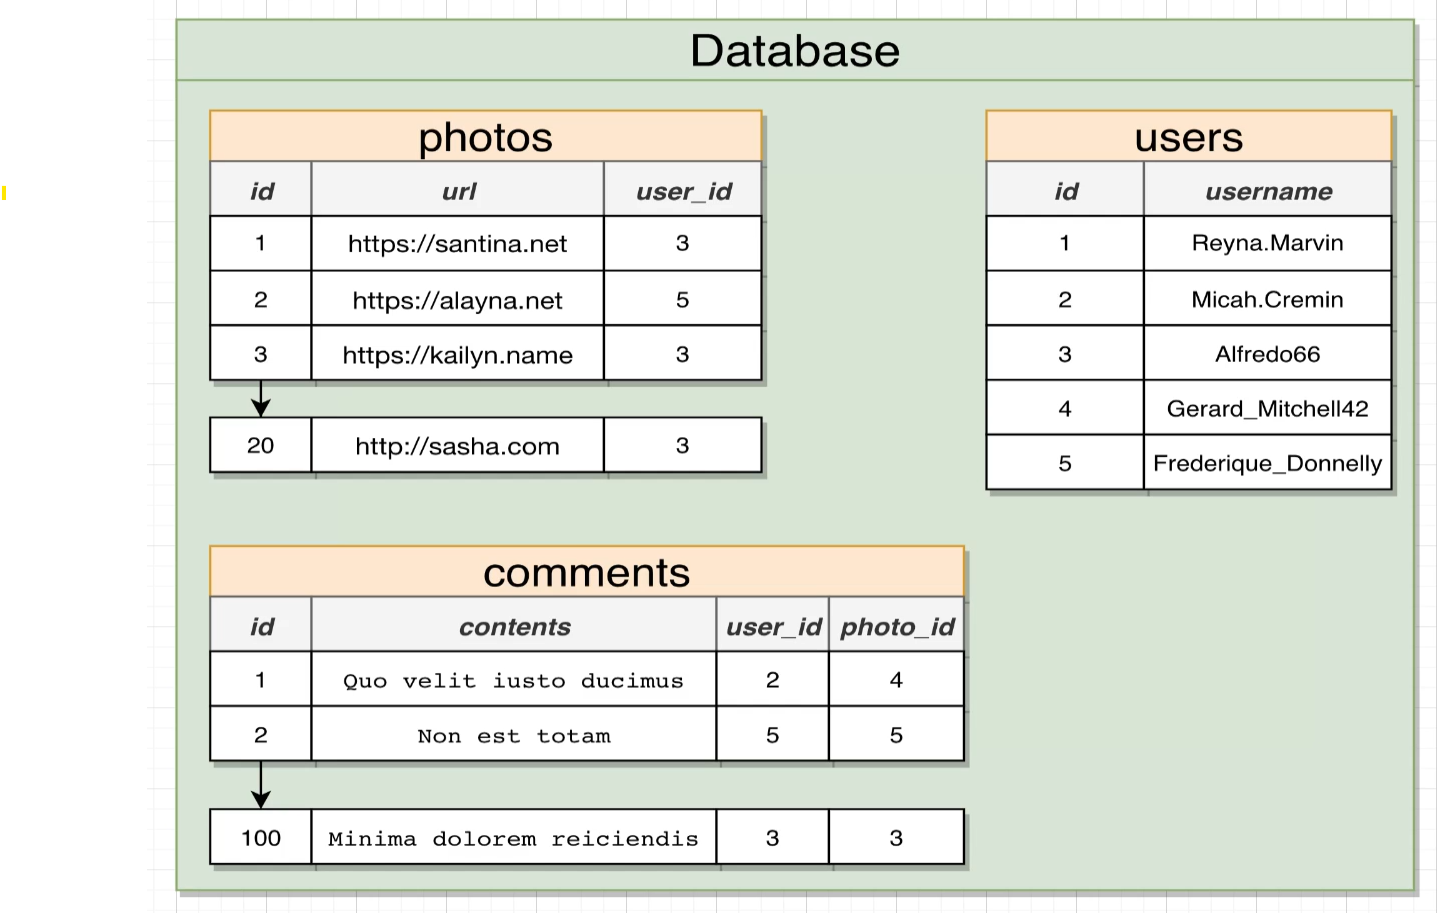 Database
photos
id url user_id
1 https://santina.net 3
2 https://alayna.net 5
3 https://kailyn.name 3
20 http://sasha.com 3
users
id username
1 Reyna.Marvin
2 Micah.Cremin
3 Alfredo66
4 Gerard_Mitchell42
5 Frederique_Donnelly
comments
id contents user_id photo_id
1 Quo velit iusto ducimus 2 4
2 Non est totam 5 5
100 Minima dolorem reiciendis 3 3